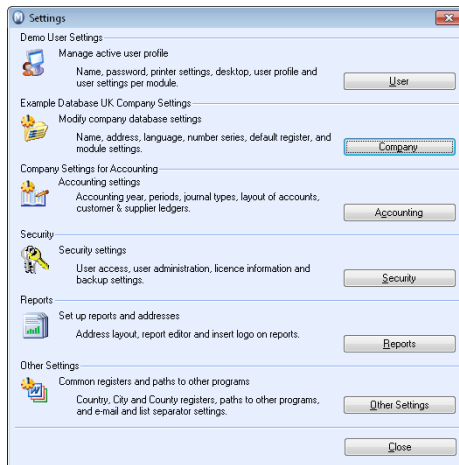 Settings
Demo User Settings
Manage active user profile
Name, password, printer settings, desktop, user profile and
user settings per module.
User
Example Database UK Company Settings
Modify company database settings
Name, address, language, number series, default register, and
module settings.
Company
Company Settings for Accounting
Accounting settings
Accounting year, periods, journal types, layout of accounts,
customer & supplier ledgers.
Accounting
Security
Security settings
User access, user administration, licence information and
backup settings.
Security
Reports
Set up reports and addresses
Address layout, report editor and insert logo on reports.
Reports
Other Settings
Common registers and paths to other programs
Country, City and County registers, paths to other programs,
and e-mail and list separator settings.
Other Settings
Close